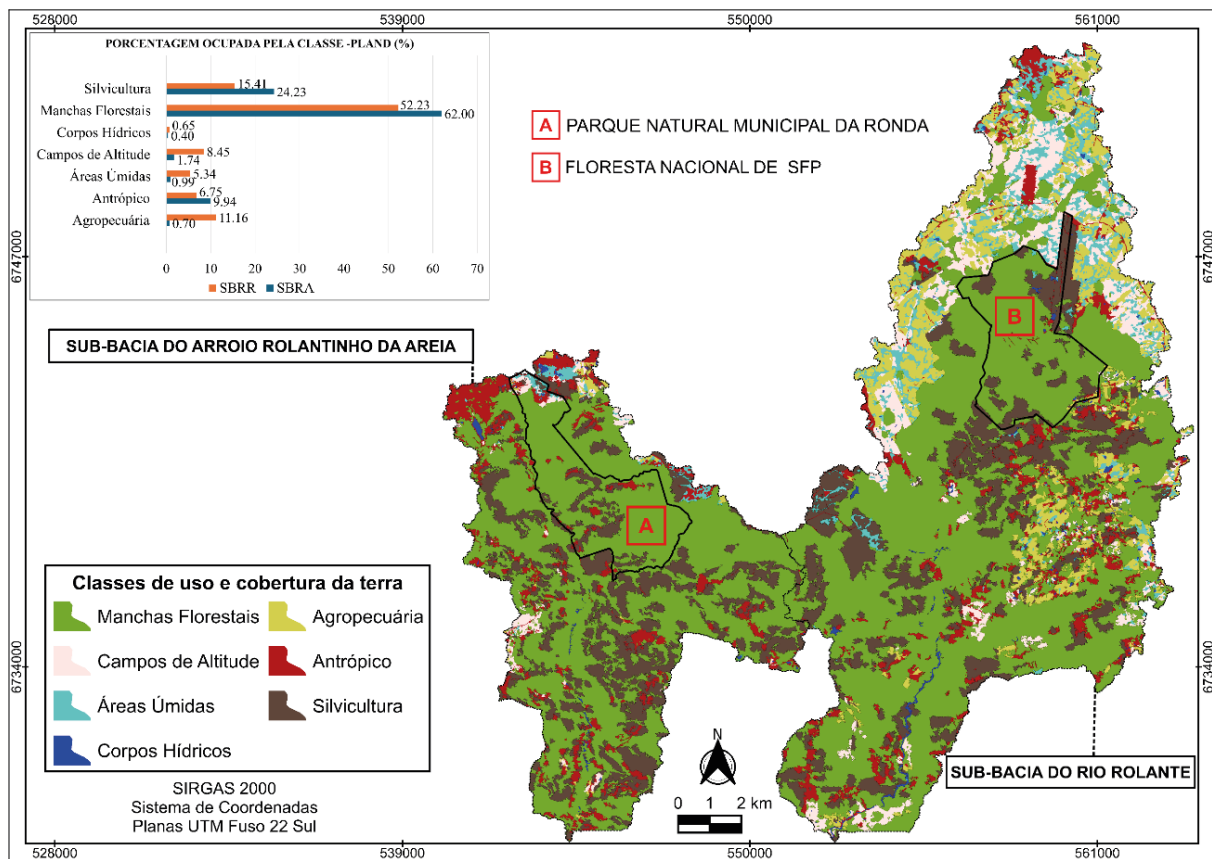 528000
539000
550000
561000
PORCENTAGEM OCUPADA PELA CLASSE -PLAND (%)
Silvicultura
15.41
24.23
Manchas Florestais
52.23
62.00
Corpos Hídricos
0.65
0.40
Campos de Altitude
8.45
1.74
Áreas Úmidas
5.34
0.99
Antrópico
6.75
9.94
Agropecuária
11.16
0.70
0 10 20 30 40 50 60 70
SBRR SBRA
A PARQUE NATURAL MUNICIPAL DA RONDA
B FLORESTA NACIONAL DE SFP
6747000
6747000
B
SUB-BACIA DO ARROIO ROLANTINHO DA AREIA
A
Classes de uso e cobertura da terra
Manchas Florestais
Agropecuária
Campos de Altitude
Antrópico
Áreas Úmidas
Silvicultura
Corpos Hídricos
6734000
6734000
SUB-BACIA DO RIO ROLANTE
N
0 1 2 km
SIRGAS 2000
Sistema de Coordenadas
Planas UTM Fuso 22 Sul
528000
539000
550000
561000